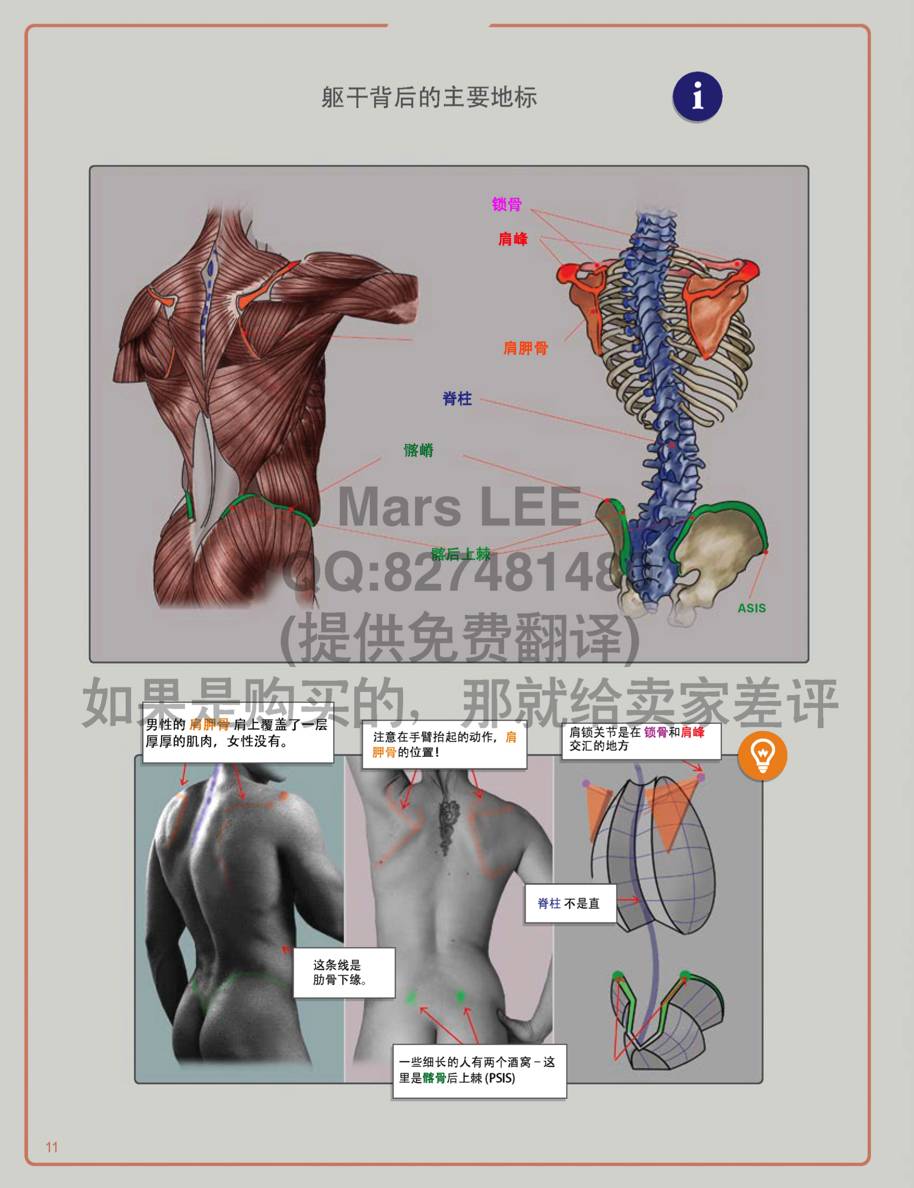 躯干背后的主要地标
i
锁骨
肩峰
肩胛骨
脊柱
髂嵴
髂后上棘
ASIS
Mars LEE
QQ:82748148
(提供免费翻译)
如果是购买的，那就给卖家差评
男性的 肩胛骨 肩上覆盖了一层
厚厚的肌肉，女性没有。
注意在手臂抬起的动作，肩
胛骨的位置！
肩锁关节是在 锁骨和肩峰
交汇的地方
脊柱 不是直
这条线是
肋骨下缘。
一些细长的人有两个酒窝 – 这
里是髂骨后上棘 (PSIS)
11